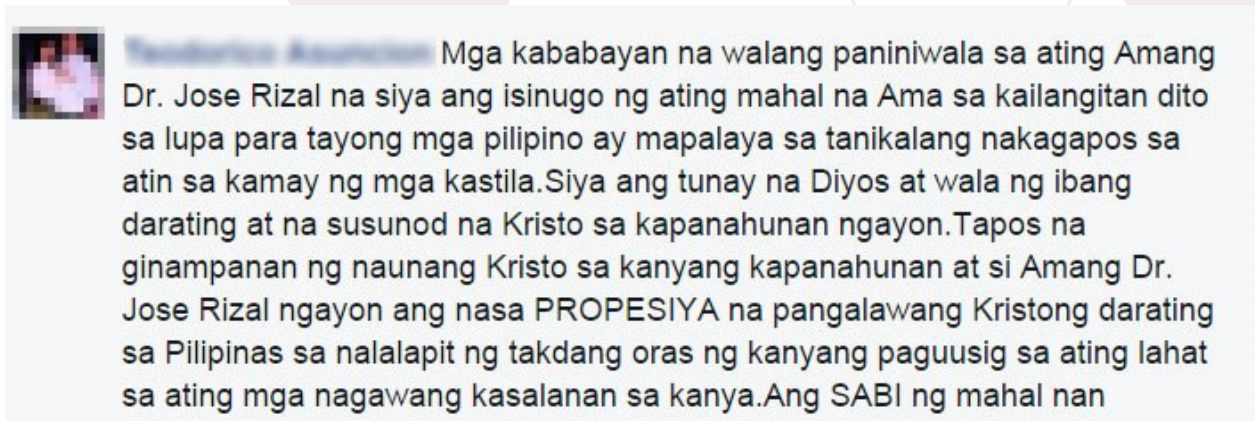 Mga kababayan na walang paniniwala sa ating Amang
Dr. Jose Rizal na siya ang isinugo ng ating mahal na Ama sa kailangitan dito
sa lupa para tayong mga pilipino ay mapalaya sa tanikalang nakagapos sa
atin sa kamay ng mga kastila.Siya ang tunay na Diyos at wala ng ibang
darating at na susunod na Kristo sa kapanahunan ngayon.Tapos na
ginampanan ng naunang Kristo sa kanyang kapanahunan at si Amang Dr.
Jose Rizal ngayon ang nasa PROPESIYA na pangalawang Kristong darating
sa Pilipinas sa nalalapit ng takdang oras ng kanyang paguusig sa ating lahat
sa ating mga nagawang kasalanan sa kanya.Ang SABI ng mahal nan